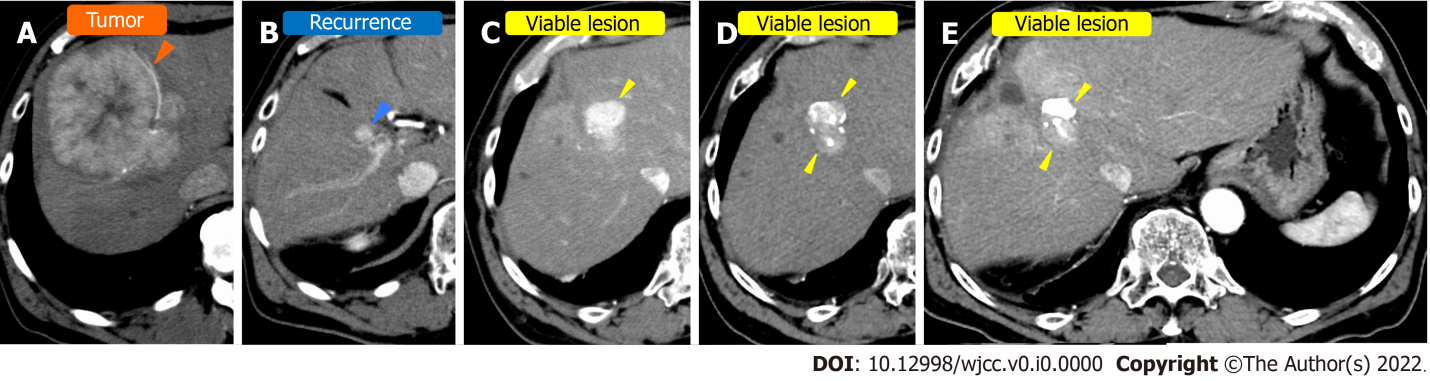 A Tumor
B Recurrence
C Viable lesion
D Viable lesion
E Viable lesion
DOI: 10.12998/wjcc.v0.i0.0000 Copyright ©The Author(s) 2022.